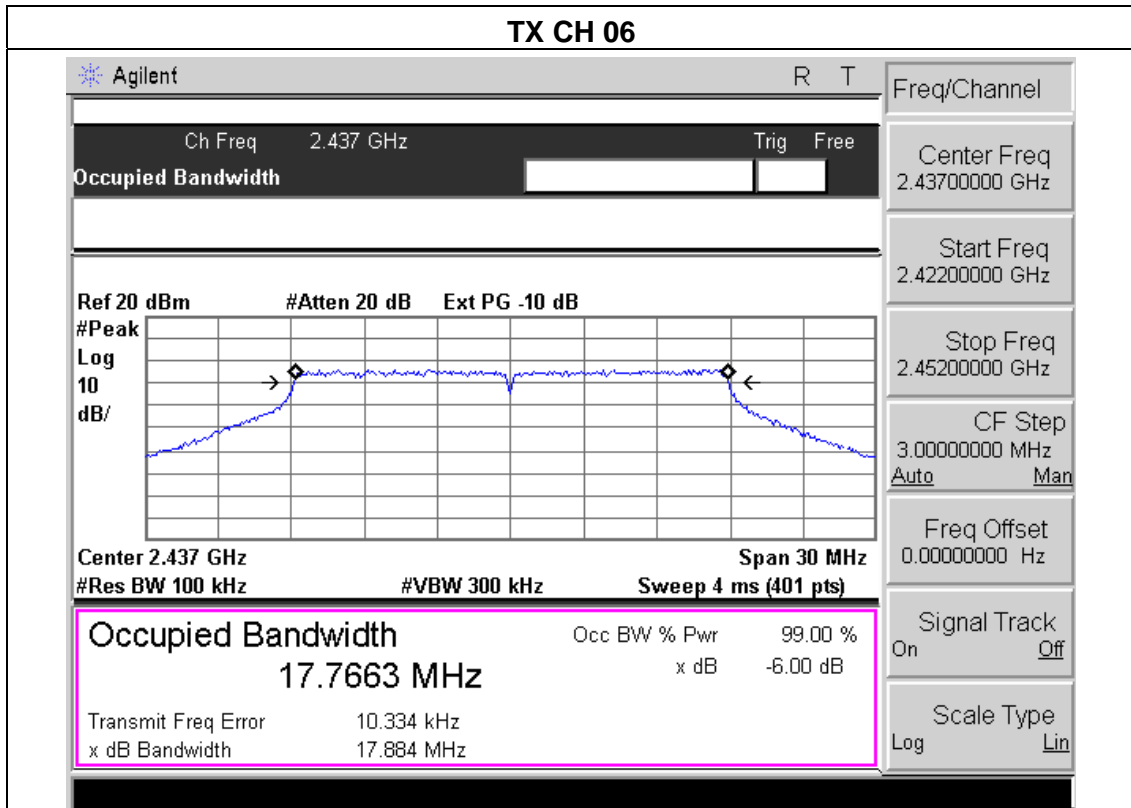 TX CH 06
Agilent R T
Ch Freq 2.437 GHz Trig Free
Occupied Bandwidth
Ref 20 dBm #Atten 20 dB Ext PG -10 dB
#Peak
Log
10
dB/
Center 2.437 GHz Span 30 MHz
#Res BW 100 kHz #VBW 300 kHz Sweep 4 ms (401 pts)
Occupied Bandwidth Occ BW % Pwr 99.00 %
17.7663 MHz x dB -6.00 dB
Transmit Freq Error 10.334 kHz
x dB Bandwidth 17.884 MHz
Freq/Channel
Center Freq
2.43700000 GHz
Start Freq
2.42200000 GHz
Stop Freq
2.45200000 GHz
CF Step
3.00000000 MHz
Auto Man
Freq Offset
0.00000000 Hz
Signal Track
On Off
Scale Type
Log Lin